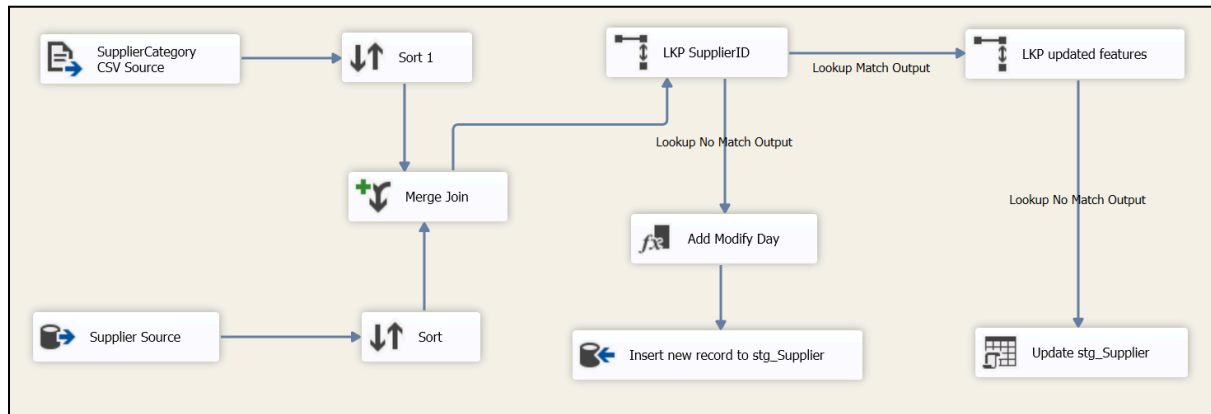 SupplierCategory
CSV Source
Sort 1
LKP SupplierID
Lookup Match Output
LKP updated features
Lookup No Match Output
Merge Join
Lookup No Match Output
fx
Add Modify Day
Supplier Source
Sort
Insert new record to stg_Supplier
Update stg_Supplier